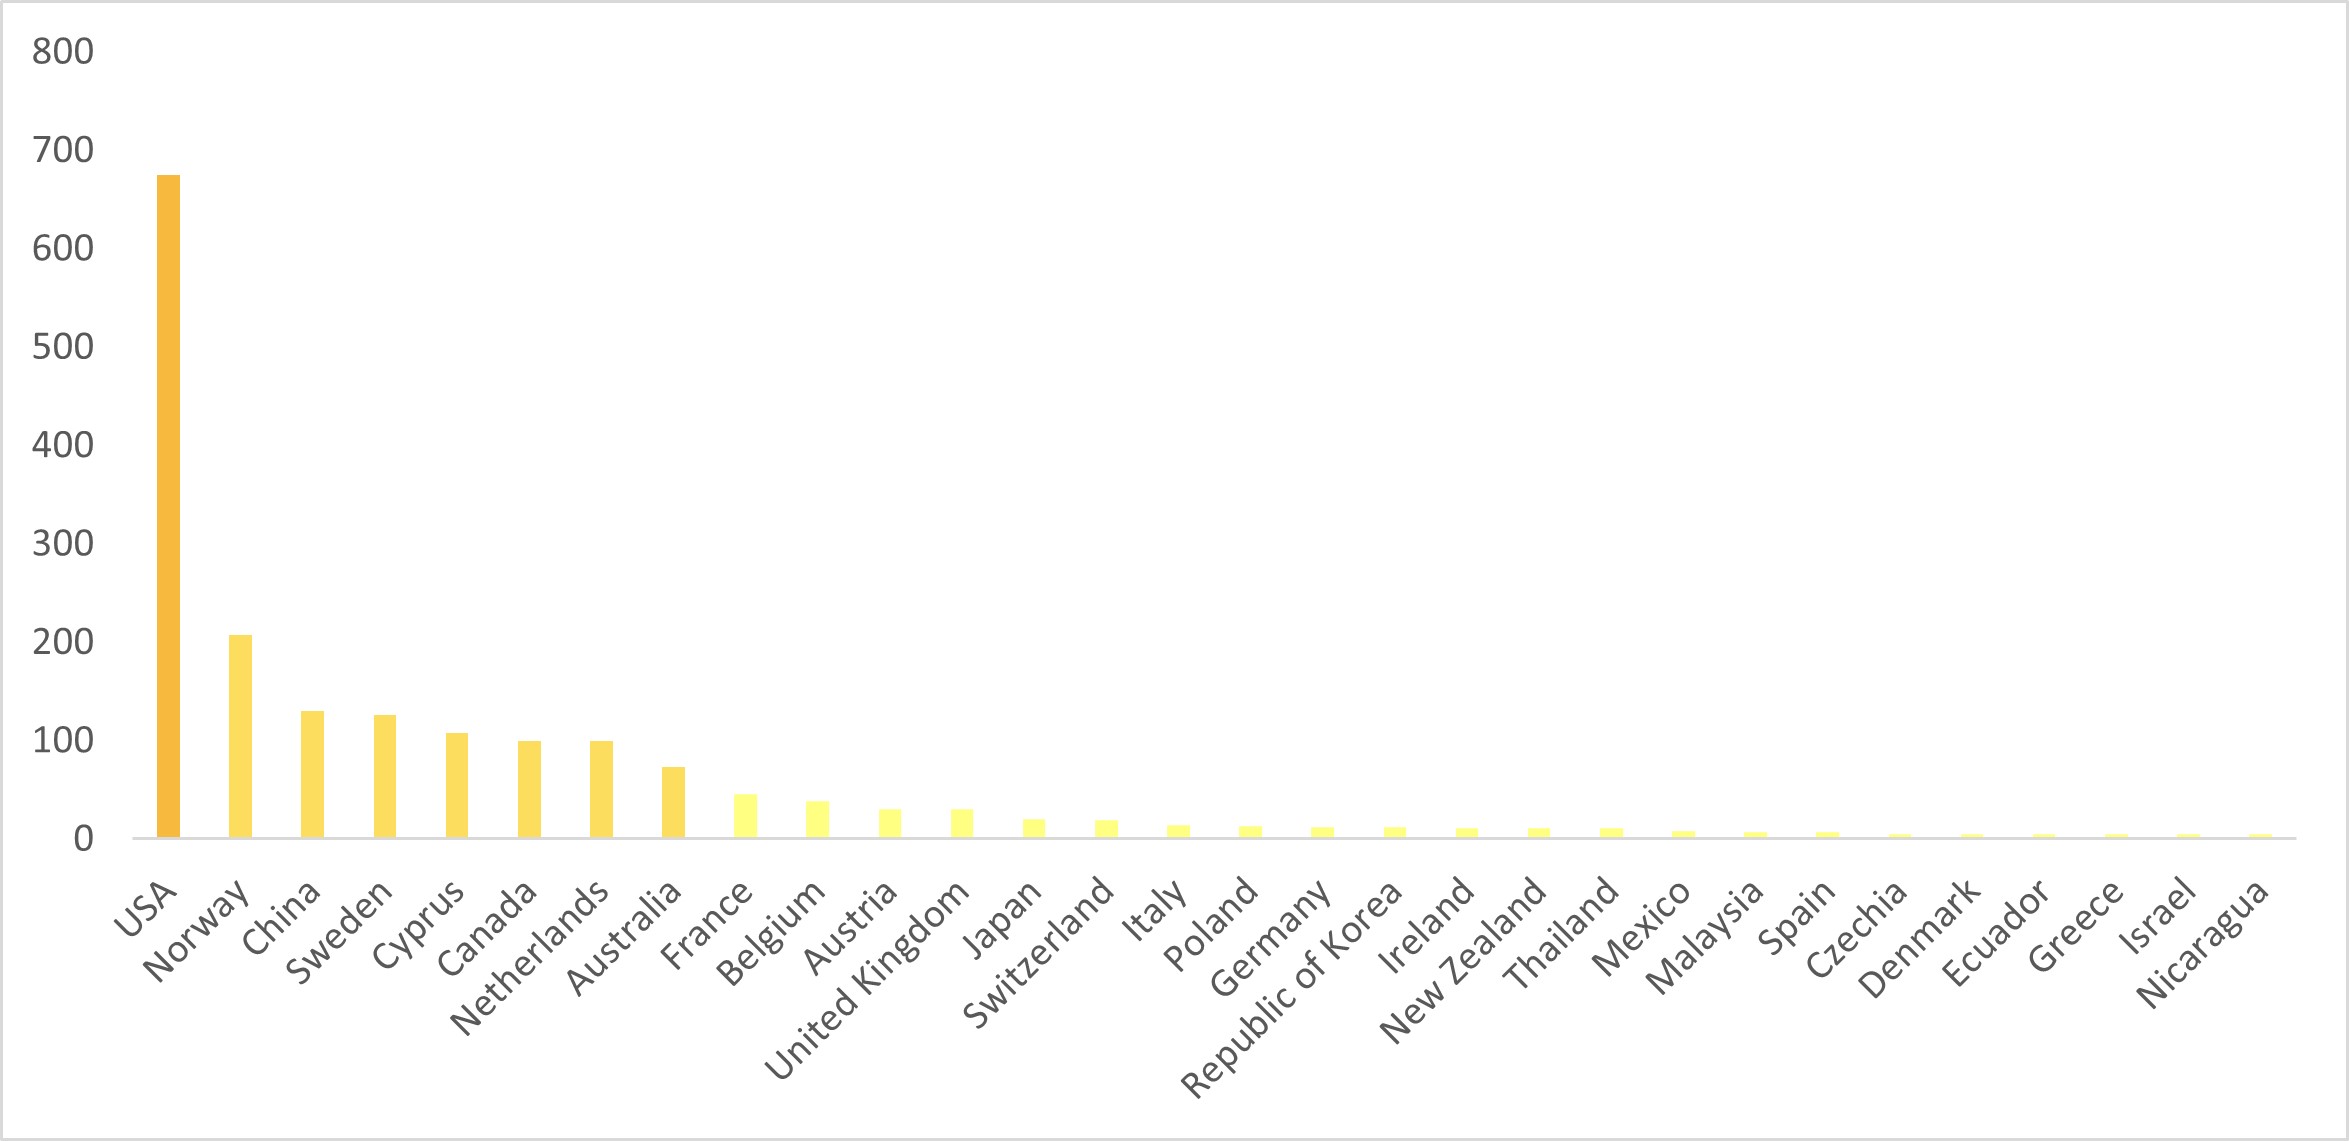 800
700
600
500
400
300
200
100
0
USA
Norway
China
Sweden
Cyprus
Canada
Netherlands
Australia
France
Belgium
Austria
United Kingdom
Japan
Switzerland
Italy
Poland
Germany
Republic of Korea
Ireland
New Zealand
Thailand
Mexico
Malaysia
Spain
Czechia
Denmark
Ecuador
Greece
Israel
Nicaragua